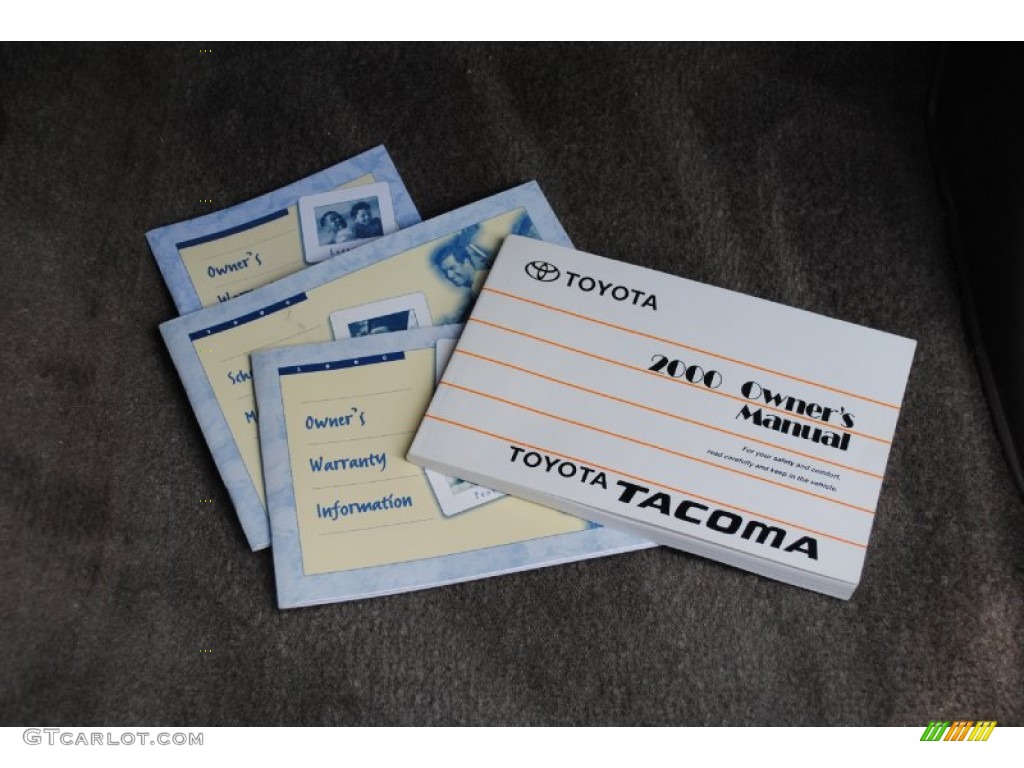 Owner's
TOYOTA
2000 Owner's
Manual
For your safety and comfort,
read carefully and keep in the vehicle.
TOYOTA TACOMA
Owner's
Warranty
Information
GTCARLOT.COM